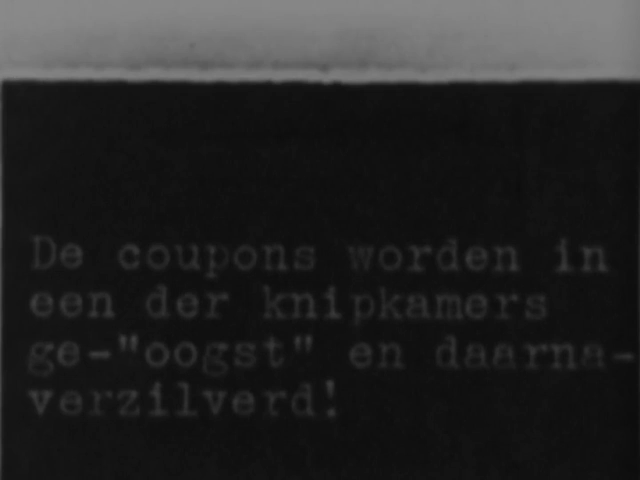 De coupons worden in
een der knipkamers
ge-"oogst" en daarna-
verzilverd!